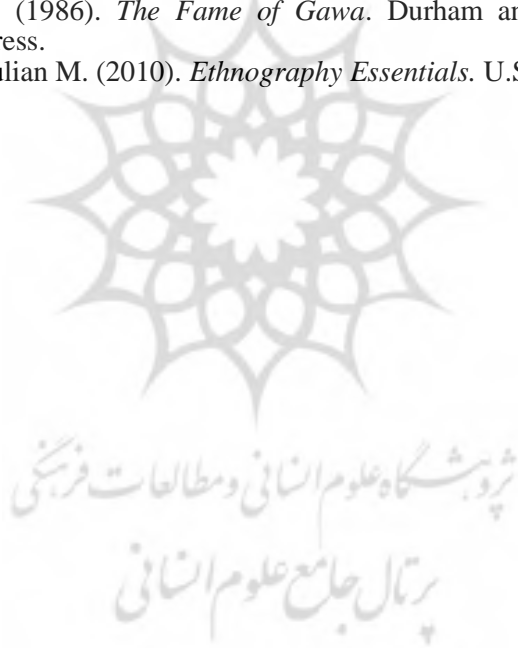 (1986). The Fame of Gawa. Durham an
ress.
ulian M. (2010). Ethnography Essentials. U.S
پژوهشگاه علوم انسانی و مطالعات فرهنگی
پرتال جامع علوم انسانی